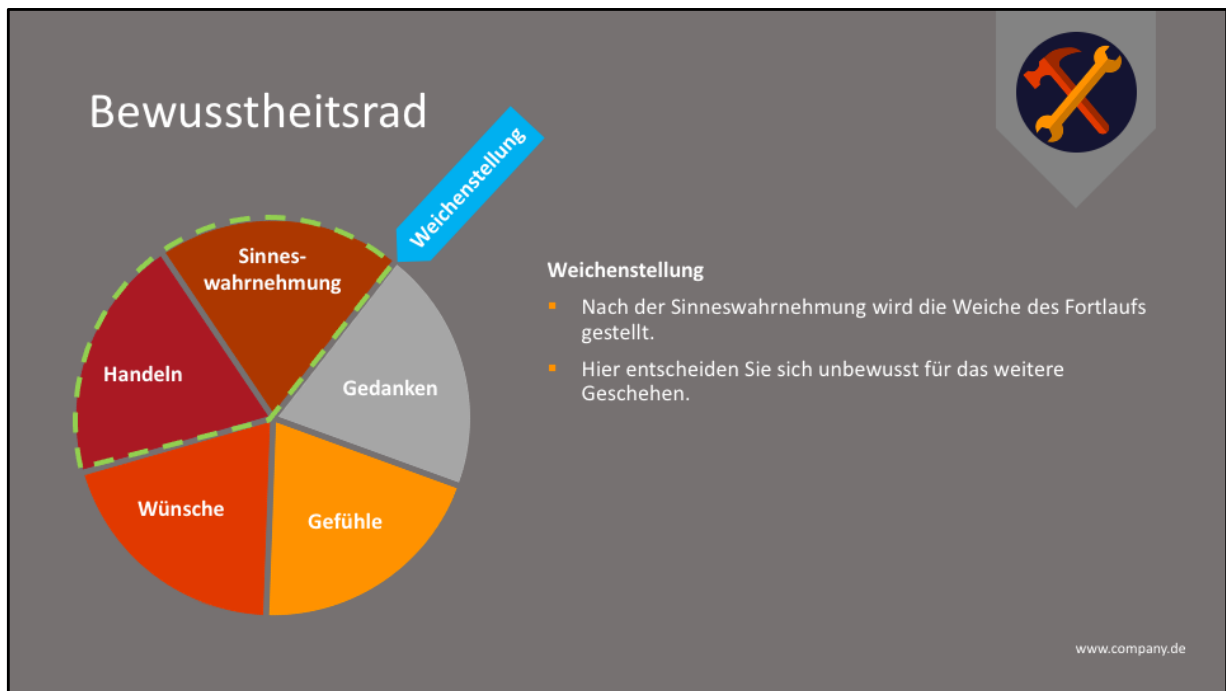 Bewusstheitsrad
Weichenstellung
Sinnes-
wahrnehmung
Handeln
Gedanken
Wünsche
Gefühle
Weichenstellung
▪ Nach der Sinneswahrnehmung wird die Weiche des Fortlaufs
gestellt.
▪ Hier entscheiden Sie sich unbewusst für das weitere
Geschehen.
www.company.de